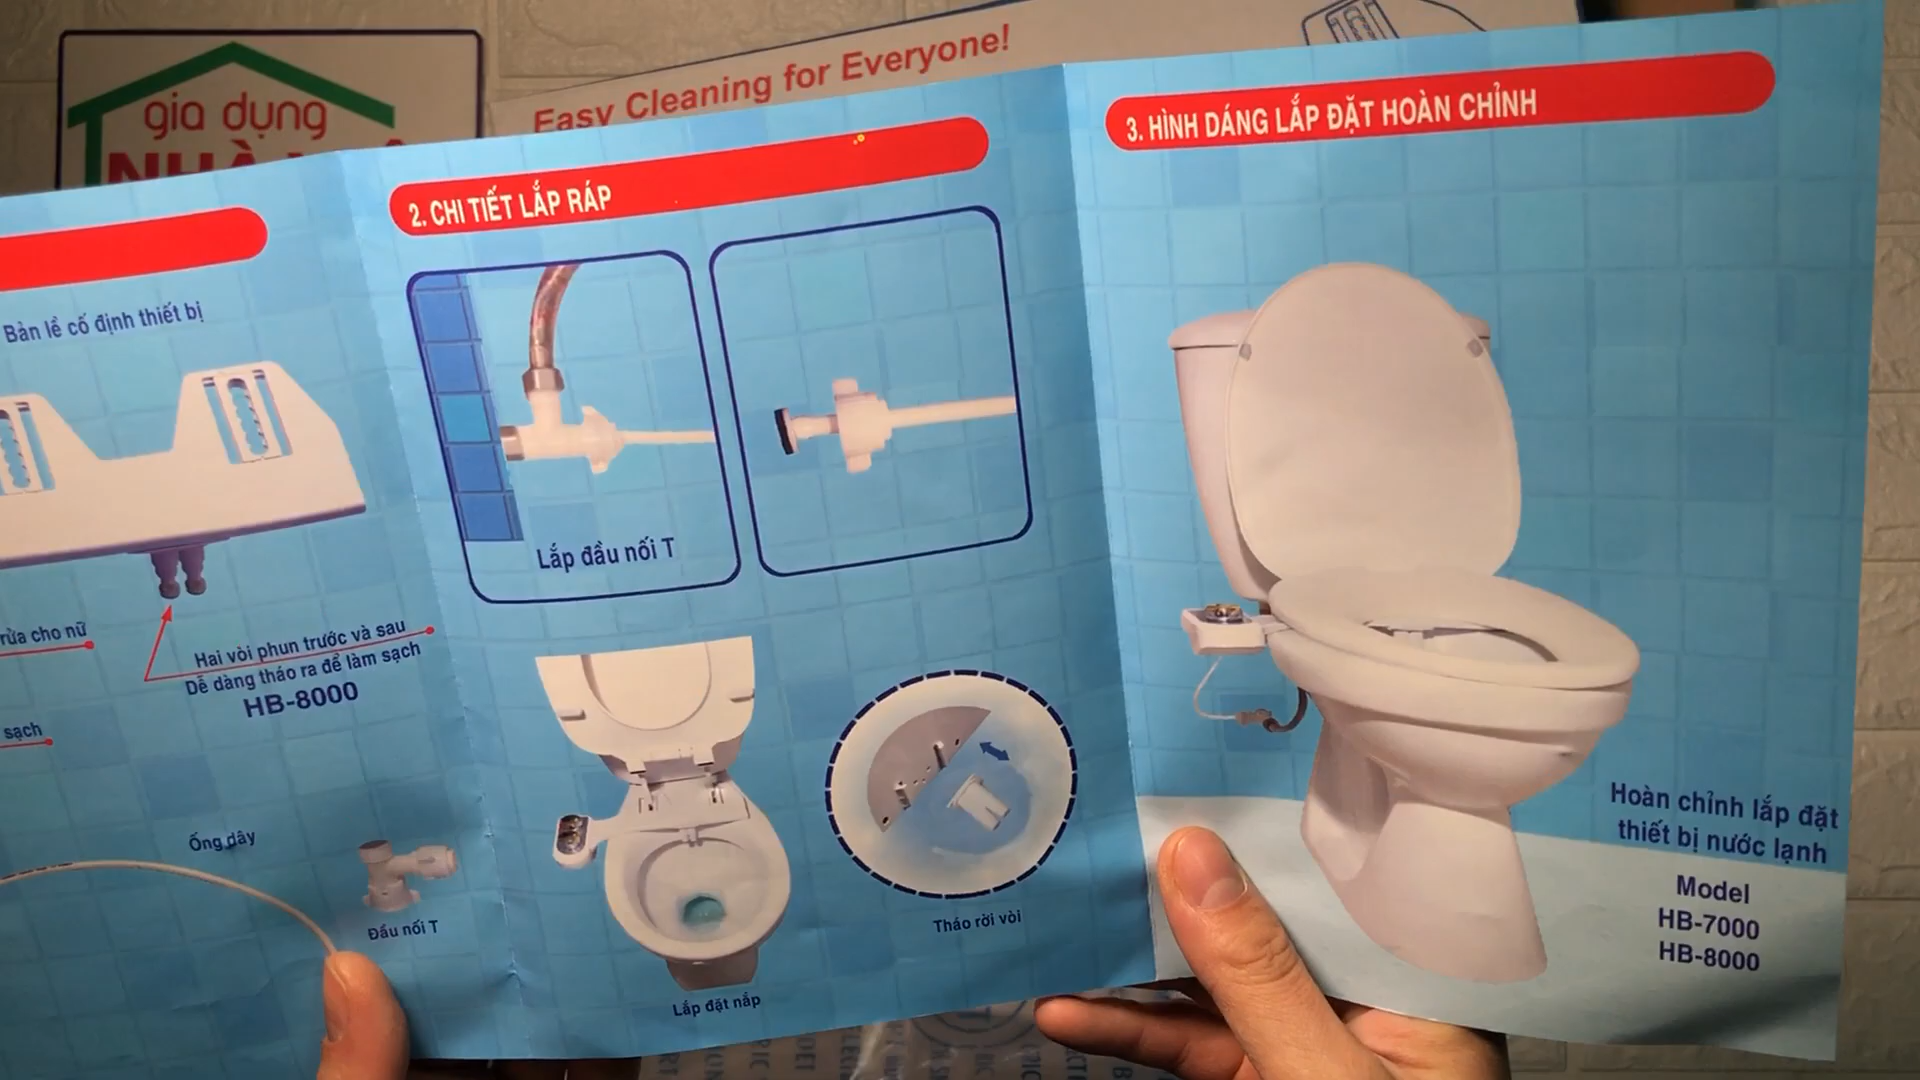 gia dụng
Easy Cleaning for Everyone!
Bản lề cố định thiết bị
rửa cho nữ
Hai vòi phun trước và sau
Dễ dàng tháo ra để làm sạch
HB-8000
sạch
Ống dây
Đầu nối T
2. CHI TIẾT LẮP RÁP
Lắp đầu nối T
Lắp đặt nắp
Tháo rời vòi
3. HÌNH DÁNG LẮP ĐẶT HOÀN CHỈNH
Hoàn chỉnh lắp đặt
thiết bị nước lạnh
Model
HB-7000
HB-8000